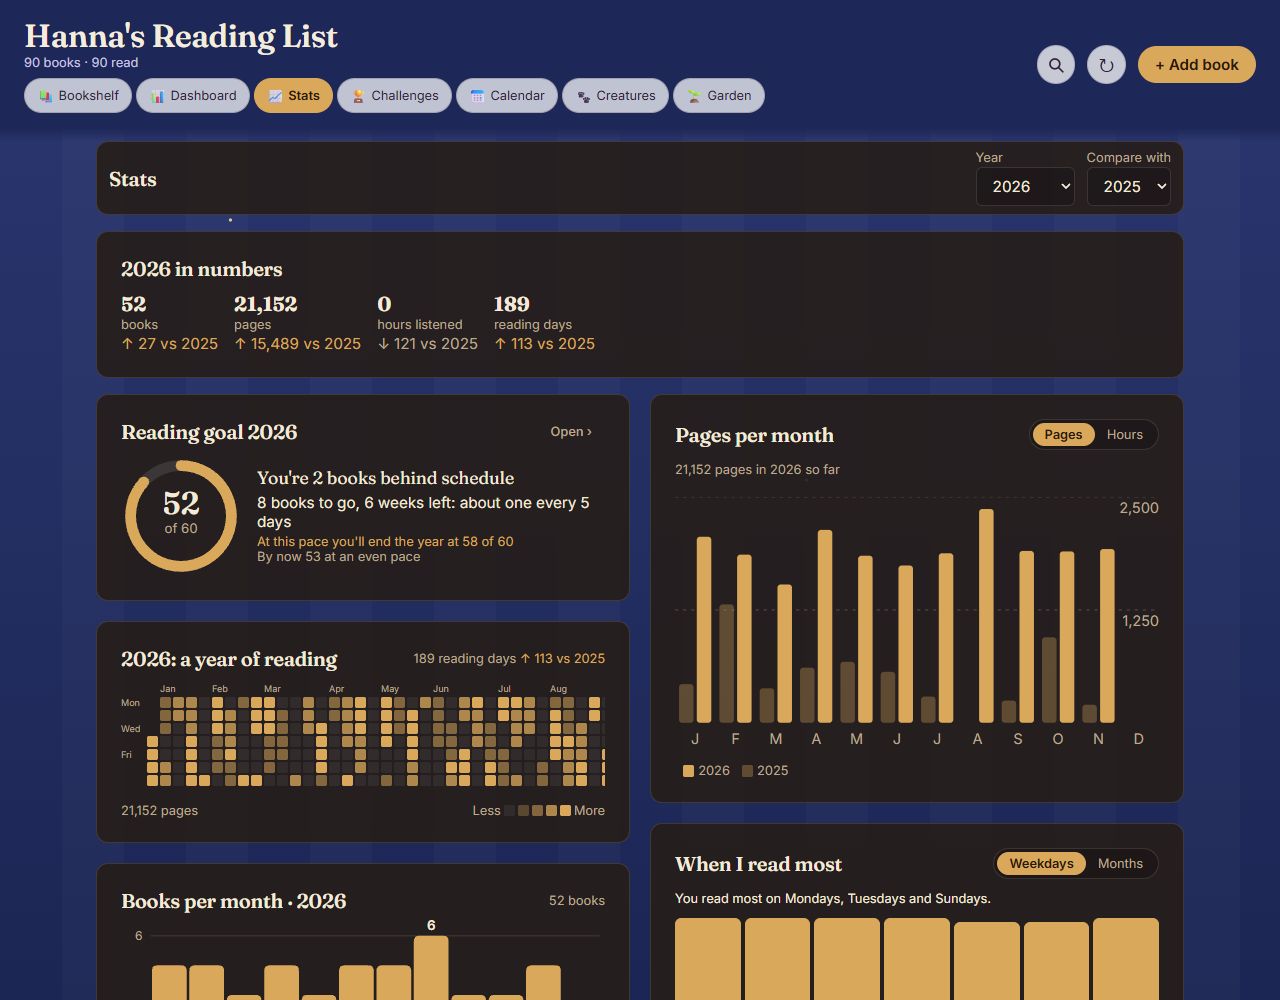 Hanna's Reading List
90 books · 90 read
Bookshelf
Dashboard
Stats
Challenges
Calendar
Creatures
Garden
+ Add book
Stats
Year
2026
Compare with
2025
2026 in numbers
52
books
↑ 27 vs 2025
21,152
pages
↑ 15,489 vs 2025
0
hours listened
↓ 121 vs 2025
189
reading days
↑ 113 vs 2025
Reading goal 2026
Open ›
52
of 60
You're 2 books behind schedule
8 books to go, 6 weeks left: about one every 5
days
At this pace you'll end the year at 58 of 60
By now 53 at an even pace
Pages per month
Pages
Hours
21,152 pages in 2026 so far
2,500
1,250
J F M A M J J A S O N D
2026
2025
2026: a year of reading
189 reading days ↑ 113 vs 2025
Jan Feb Mar Apr May Jun Jul Aug
Mon
Wed
Fri
21,152 pages
Less
More
When I read most
Weekdays
Months
You read most on Mondays, Tuesdays and Sundays.
Books per month · 2026
52 books
6
6